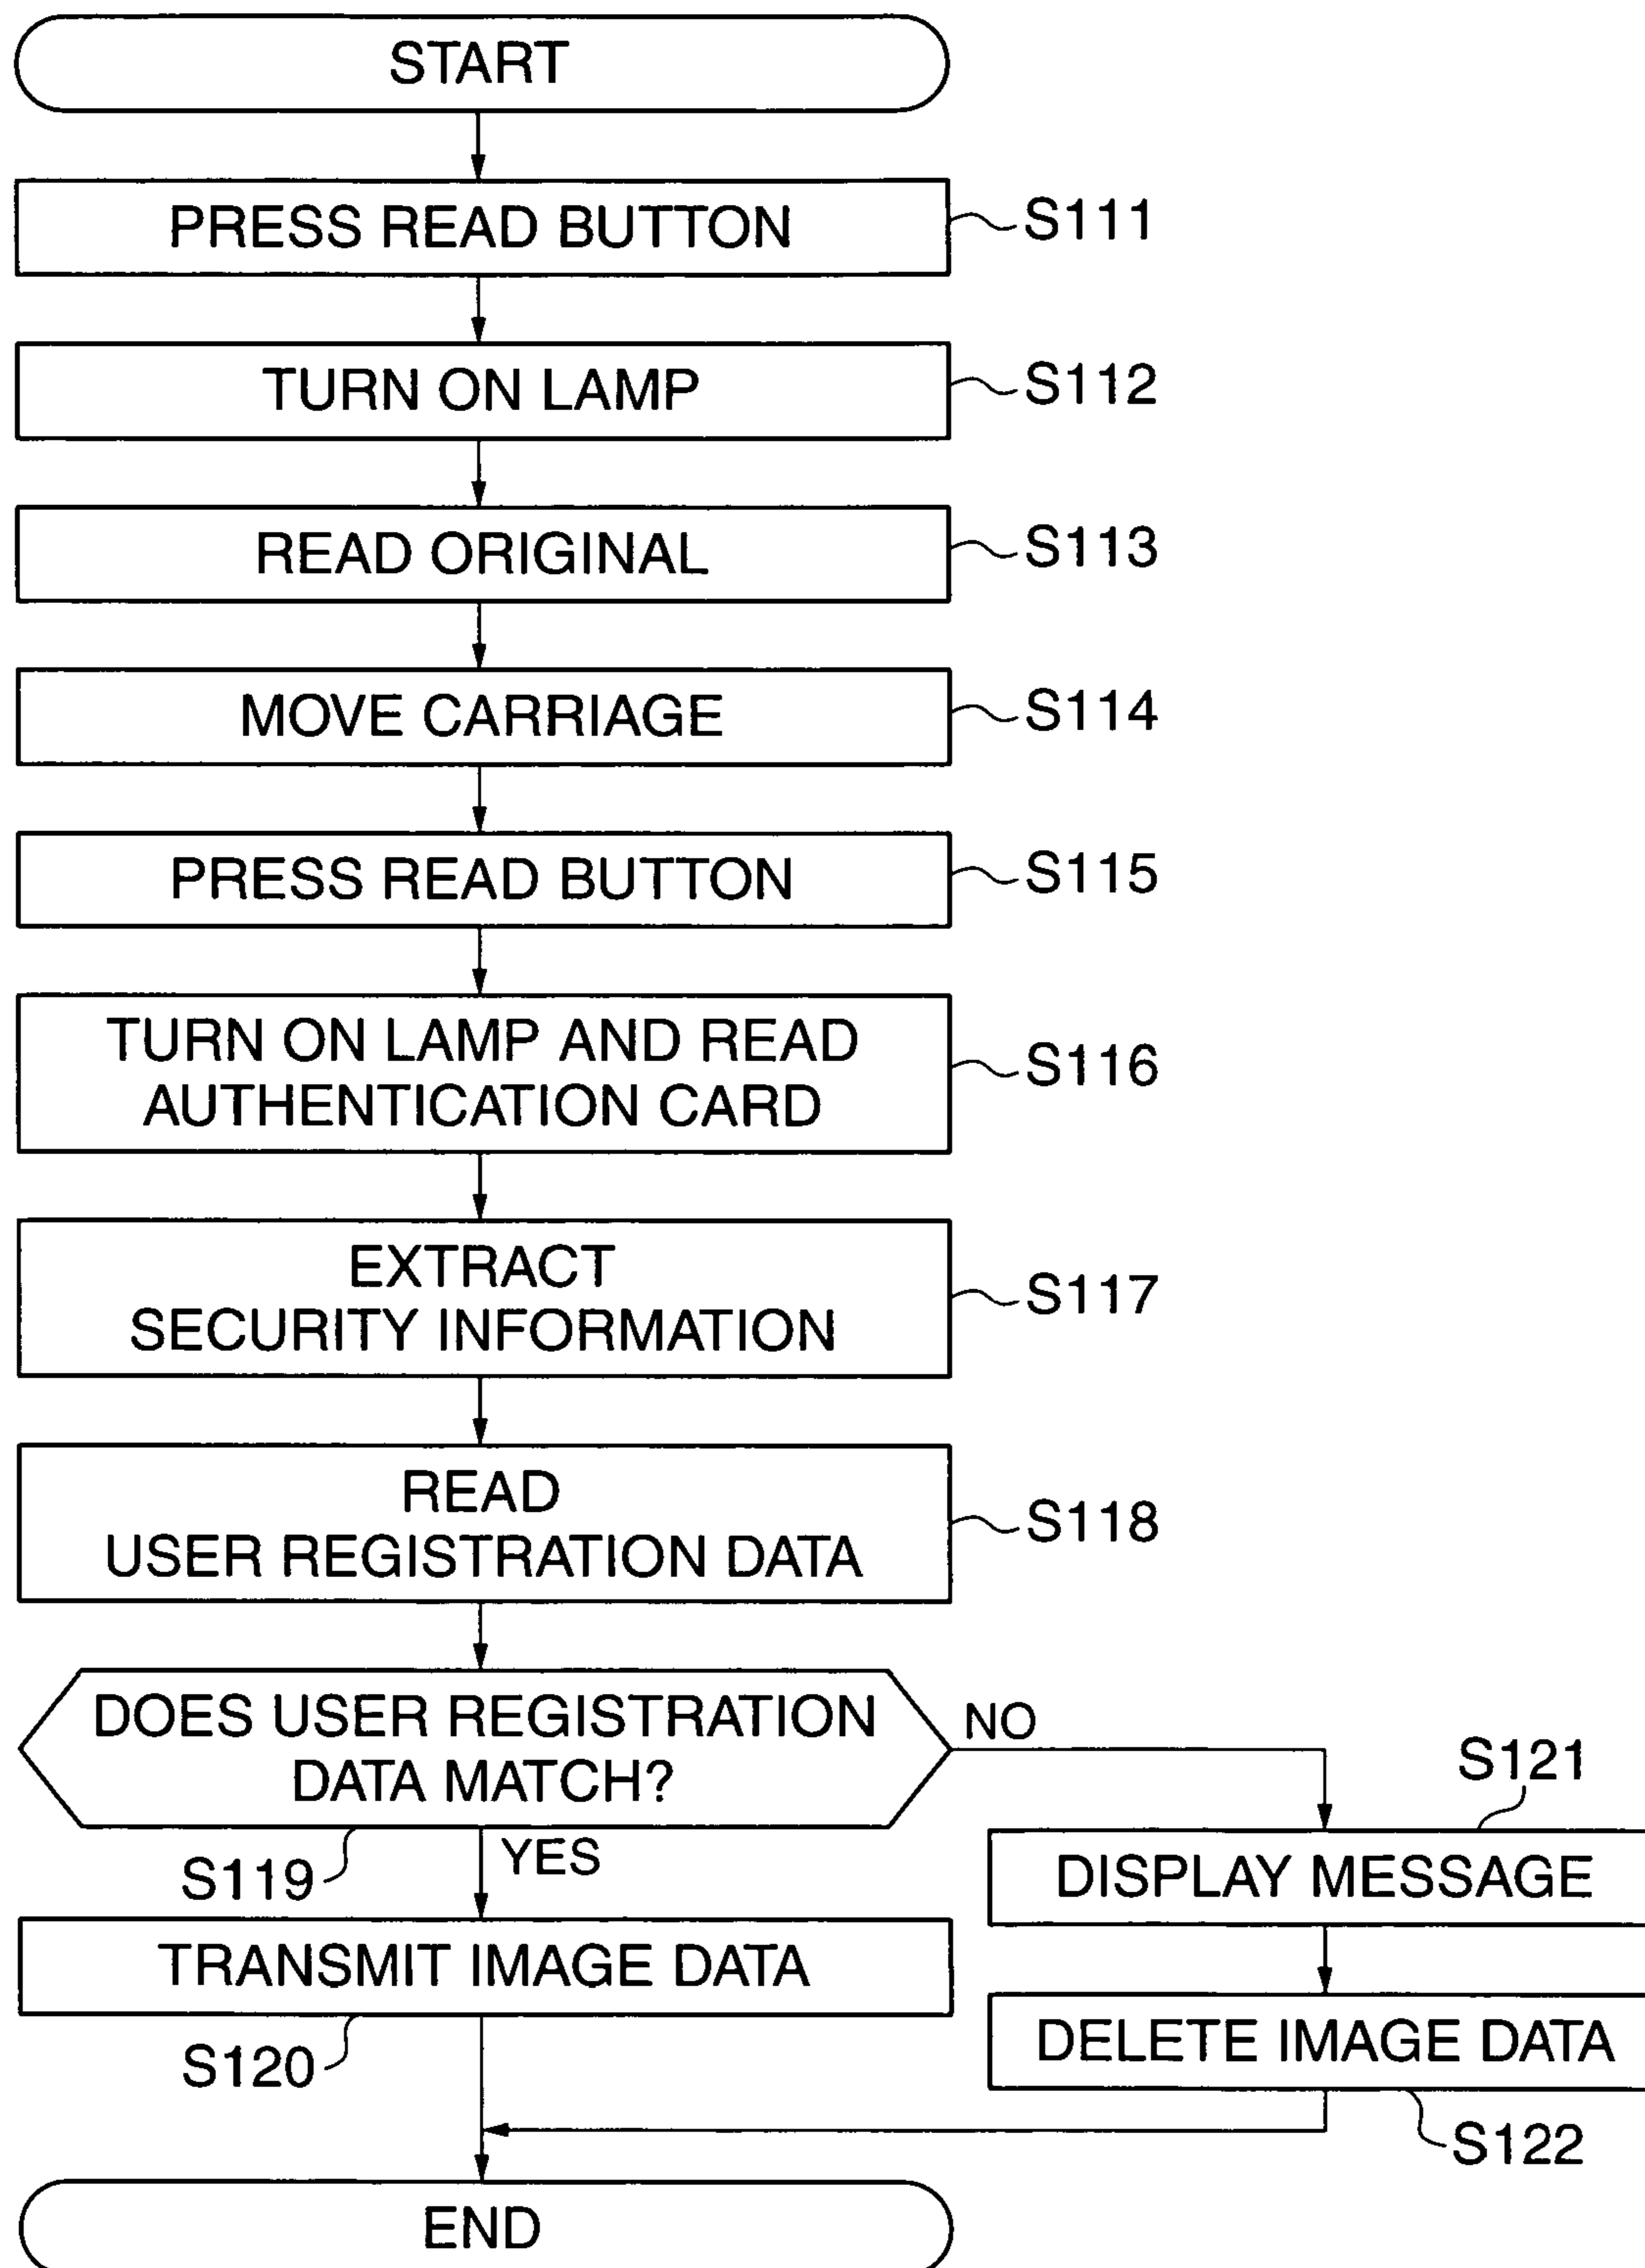 START
PRESS READ BUTTON
S111
TURN ON LAMP
S112
READ ORIGINAL
S113
MOVE CARRIAGE
S114
PRESS READ BUTTON
S115
TURN ON LAMP AND READ
AUTHENTICATION CARD
S116
EXTRACT
SECURITY INFORMATION
S117
READ
USER REGISTRATION DATA
S118
DOES USER REGISTRATION
DATA MATCH?
NO
S119
YES
S121
DISPLAY MESSAGE
TRANSMIT IMAGE DATA
S120
DELETE IMAGE DATA
S122
END